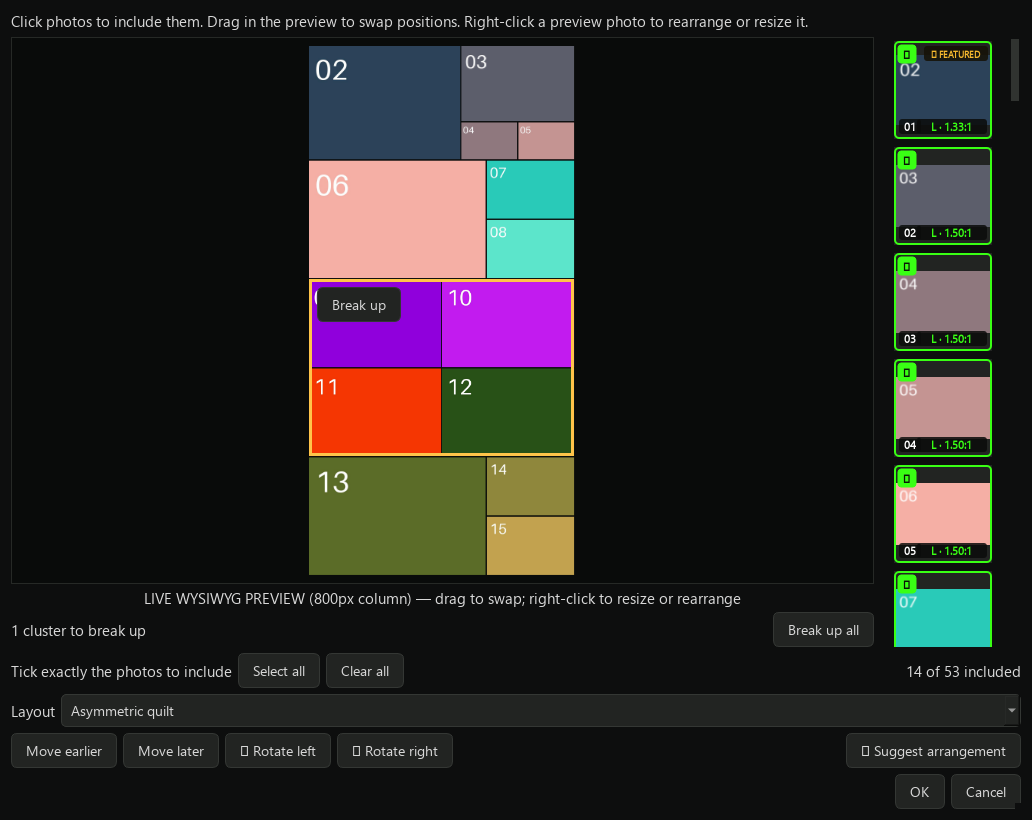 Click photos to include them. Drag in the preview to swap positions. Right-click a preview photo to rearrange or resize it.
02
03
04
06
06
07
08
Break up
10
11
12
13
14
15
FEATURED
02
01 L · 1.33:1
03
02 L · 1.50:1
04
03 L · 1.50:1
05
04 L · 1.50:1
06
05 L · 1.50:1
07
LIVE WYSIWYG PREVIEW (800px column) — drag to swap; right-click to resize or rearrange
1 cluster to break up
Break up all
Tick exactly the photos to include
Select all
Clear all
14 of 53 included
Layout
Asymmetric quilt
Move earlier
Move later
Rotate left
Rotate right
Suggest arrangement
OK
Cancel